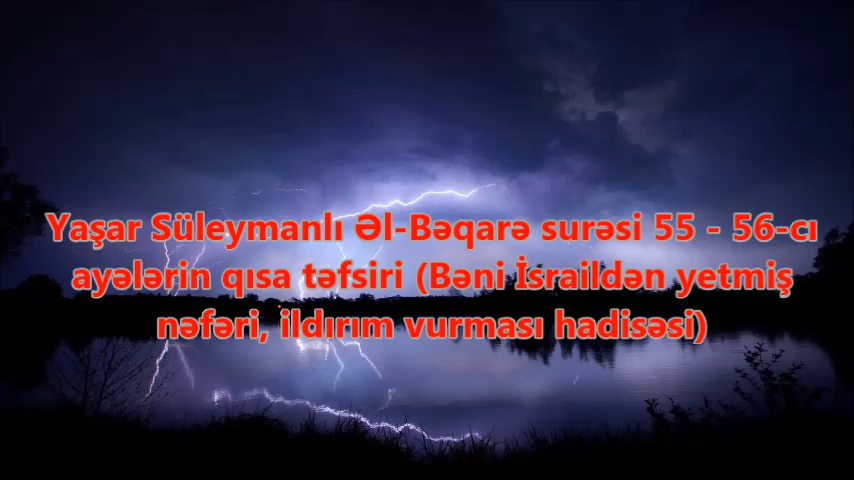 Yaşar Süleymanlı Əl-Bəqarə surəsi 55 - 56-cı
ayələrin qısa təfsiri (Bəni İsraildən yetmiş
nəfəri, ildırım vurması hadisəsi)